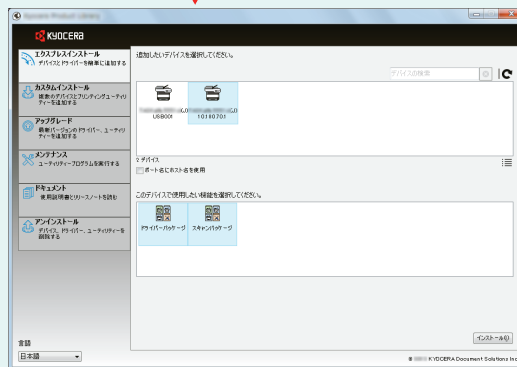 KYOCERA
エクスプレスインストール
デバイスとドライバーを簡単に追加する
カスタムインストール
複数のデバイスとプリンティングユーティリティーを追加する
アップグレード
最新バージョンのドライバー、ユーティリティーを追加する
メンテナンス
ユーティリティープログラムを実行する
ドキュメント
使用説明書とリリースノートを読む
アンインストール
デバイス、ドライバー、ユーティリティーを削除する
言語
日本語
追加したいデバイスを選択してください。
デバイスの検索
USB001
10.18.070.1
2 デバイス
ポート名にホスト名を使用
このデバイスで使用したい機能を選択してください。
ドライバーパッケージ
スキャンパッケージ
インストール(I)
KYOCERA Document Solutions Inc.